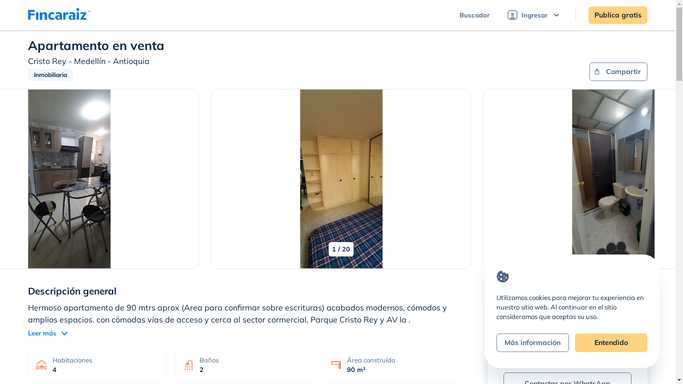 Fincaraiz
Buscador
Ingresar
Publica gratis
Apartamento en venta
Cristo Rey - Medellín - Antioquia
Inmobiliaria
Compartir
1 / 20
Descripción general
Hermoso apartamento de 90 mtrs aprox (Area para confirmar sobre escrituras) acabados modernos, cómodos y
amplios espacios. con cómodas vías de acceso y cerca al sector cormercial, Parque Cristo Rey y AV la .
Leer más
Habitaciones
4
Baños
2
Área construida
90 m²
Utilizamos cookies para mejorar tu experiencia en
nuestro sitio web. Al continuar en el sitio
consideramos que aceptas su uso.
Más información
Entendido
Contactar por WhatsApp